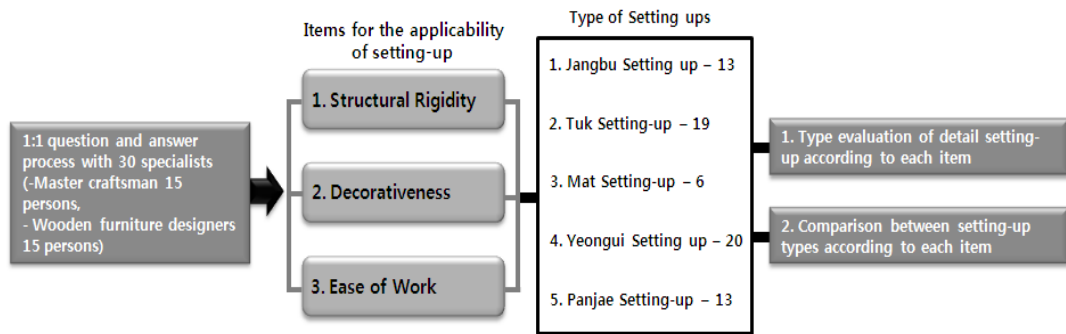 1:1 question and answer
process with 30 specialists
(-Master craftsman 15
persons,
- Wooden furniture designers
15 persons)
Items for the applicability
of setting-up
1. Structural Rigidity
2. Decorativeness
3. Ease of Work
Type of Setting ups
1. Jangbu Setting up – 13
2. Tuk Setting-up – 19
3. Mat Setting-up – 6
4. Yeongui Setting up – 20
5. Panjae Setting-up – 13
1. Type evaluation of detail setting-
up according to each item
2. Comparison between setting-up
types according to each item